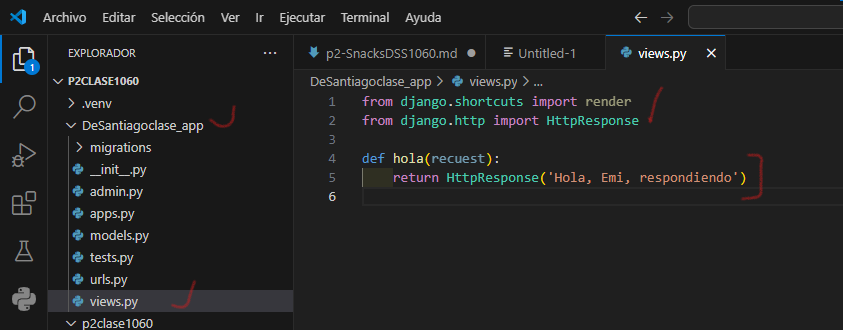 Archivo Editar Selección Ver Ir Ejecutar Terminal Ayuda
EXPLORADOR ...
p2-SnacksDSS1060.md Untitled-1 views.py
P2CLASE1060
DeSantiagoclase_app > views.py > ...
.venv
DeSantiagoclase_app
migrations
__init__.py
admin.py
apps.py
models.py
tests.py
urls.py
views.py
p2clase1060
1 from django.shortcuts import render
2 from django.http import HttpResponse
3
4 def hola(recuest):
5 return HttpResponse('Hola, Emi, respondiendo')
6
1